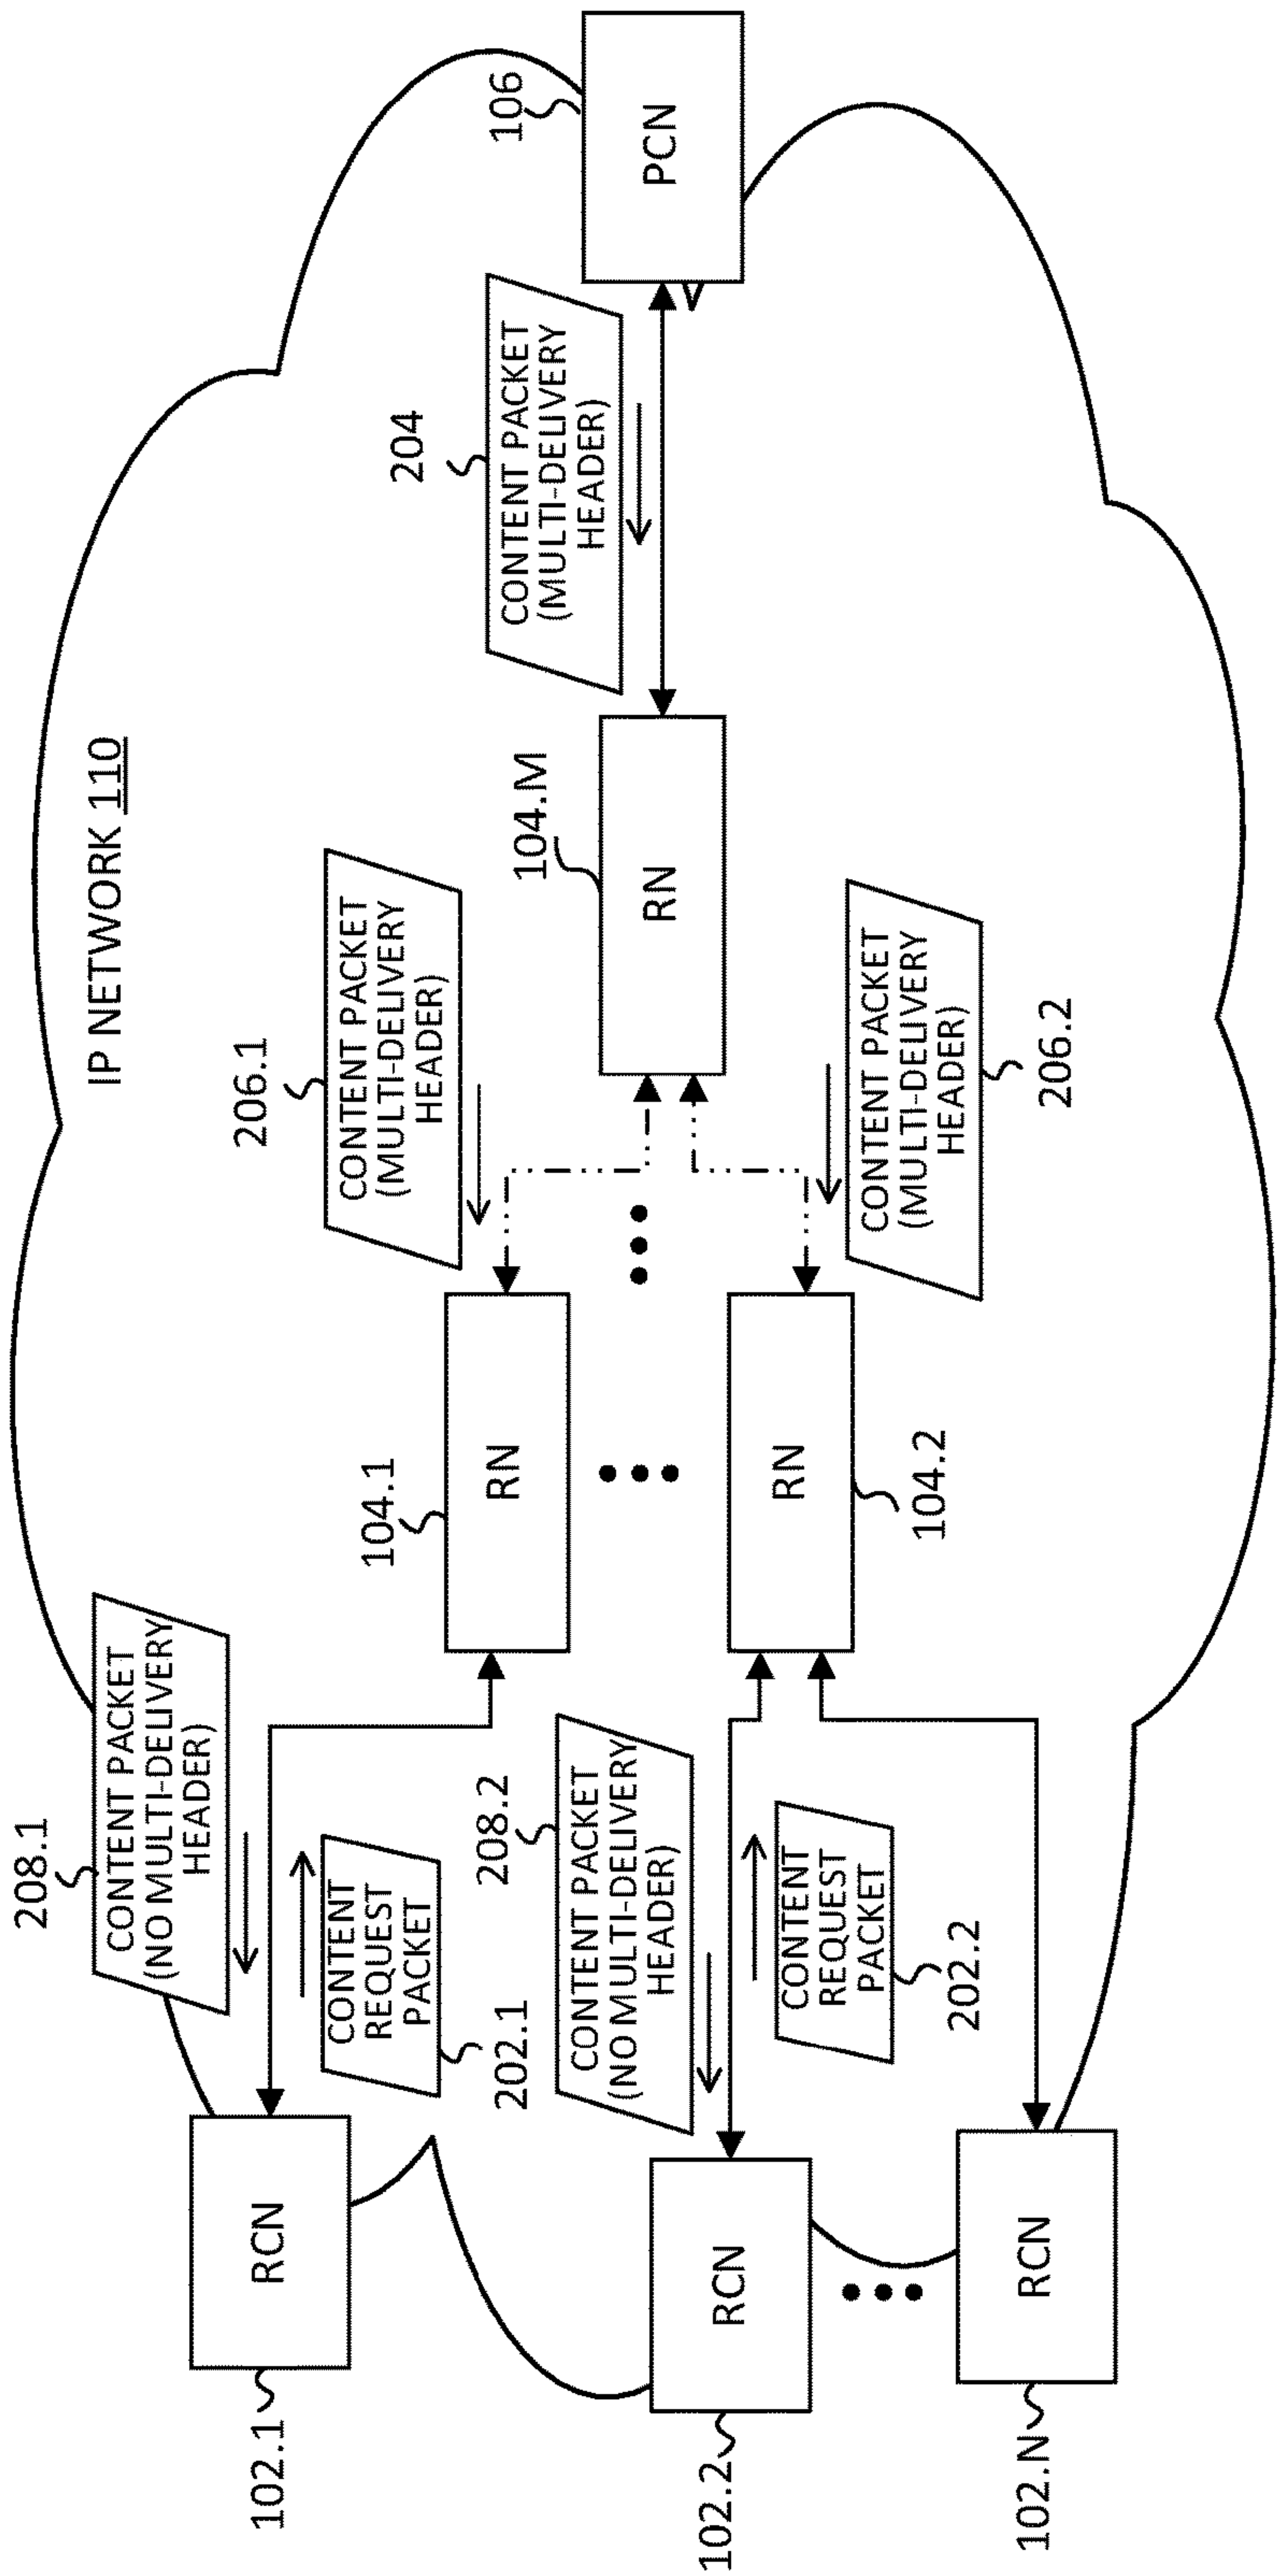 IP NETWORK 110
208.1
CONTENT PACKET
(NO MULTI-DELIVERY
HEADER)
206.1
CONTENT PACKET
(MULTI-DELIVERY
HEADER)
204
CONTENT PACKET
(MULTI-DELIVERY
HEADER)
106
PCN
102.1
RCN
CONTENT
REQUEST
PACKET
202.1
104.1
RN
104.M
RN
208.2
CONTENT PACKET
(NO MULTI-DELIVERY
HEADER)
102.2
RCN
CONTENT
REQUEST
PACKET
202.2
RN
104.2
CONTENT PACKET
(MULTI-DELIVERY
HEADER)
206.2
102.N
RCN